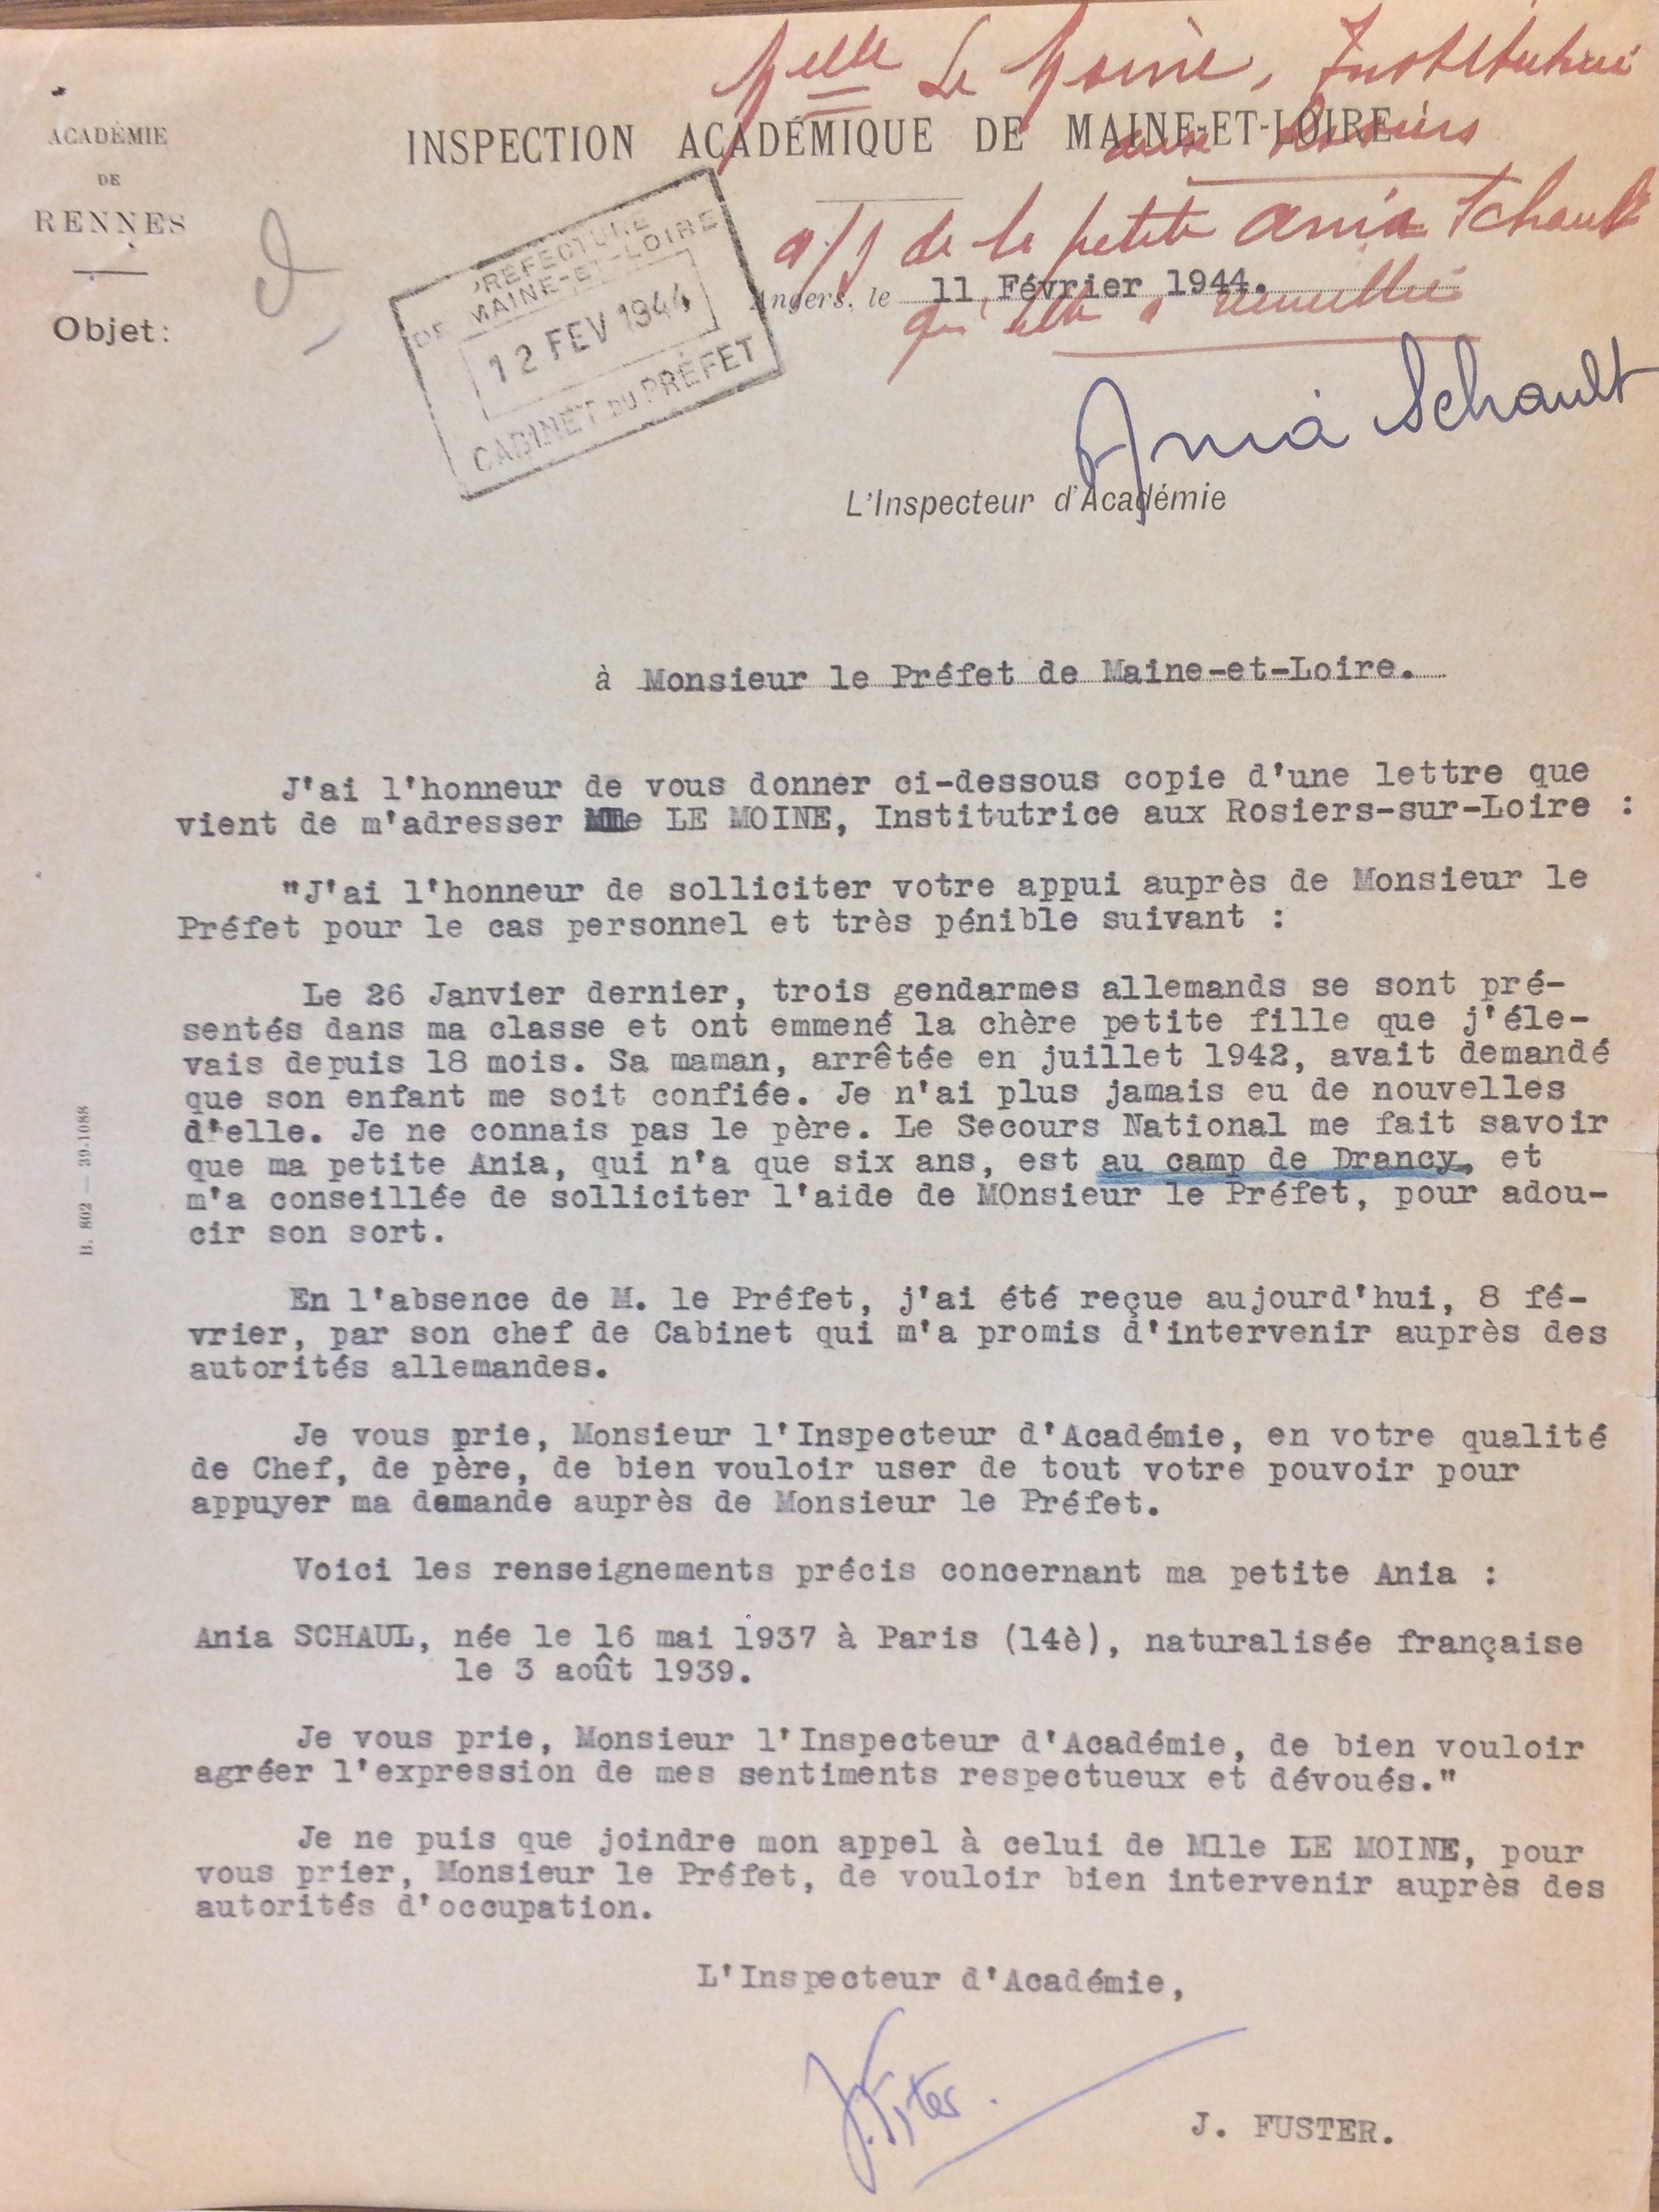 Melle Le Moine, Institutrice
aux Rosiers
a/s de la petite Ania Schault
qu'elle a recueillie
ACADÉMIE
DE
RENNES
INSPECTION ACADÉMIQUE DE MAINE-ET-LOIRE
Objet:
PRÉFECTURE
DE MAINE-ET-LOIRE
12 FEV 1944
CABINET DU PRÉFET
Angers, le 11 Février 1944.
Ania Schault
L'Inspecteur d'Académie
à Monsieur le Préfet de Maine-et-Loire.
J'ai l'honneur de vous donner ci-dessous copie d'une lettre que
vient de m'adresser Mlle LE MOINE, Institutrice aux Rosiers-sur-Loire :
"J'ai l'honneur de solliciter votre appui auprès de Monsieur le
Préfet pour le cas personnel et très pénible suivant :
Le 26 Janvier dernier, trois gendarmes allemands se sont pré-
sentés dans ma classe et ont emmené la chère petite fille que j'éle-
vais depuis 18 mois. Sa maman, arrêtée en juillet 1942, avait demandé
que son enfant me soit confiée. Je n'ai plus jamais eu de nouvelles
d'elle. Je ne connais pas le père. Le Secours National me fait savoir
que ma petite Ania, qui n'a que six ans, est au camp de Drancy, et
m'a conseillée de solliciter l'aide de MOnsieur le Préfet, pour adou-
cir son sort.
En l'absence de M. le Préfet, j'ai été reçue aujourd'hui, 8 fé-
vrier, par son chef de Cabinet qui m'a promis d'intervenir auprès des
autorités allemandes.
Je vous prie, Monsieur l'Inspecteur d'Académie, en votre qualité
de Chef, de père, de bien vouloir user de tout votre pouvoir pour
appuyer ma demande auprès de Monsieur le Préfet.
Voici les renseignements précis concernant ma petite Ania :
Ania SCHAUL, née le 16 mai 1937 à Paris (14è), naturalisée française
le 3 août 1939.
Je vous prie, Monsieur l'Inspecteur d'Académie, de bien vouloir
agréer l'expression de mes sentiments respectueux et dévoués."
Je ne puis que joindre mon appel à celui de Mlle LE MOINE, pour
vous prier, Monsieur le Préfet, de vouloir bien intervenir auprès des
autorités d'occupation.
L'Inspecteur d'Académie,
J. FUSTER.
B. 802 — 39-1088